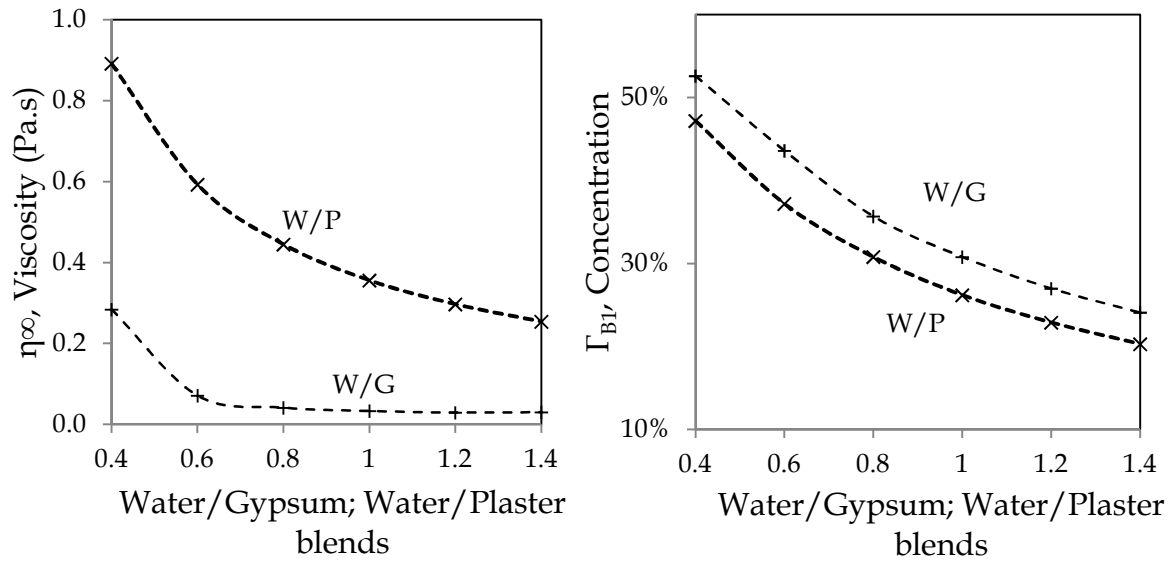 η∞, Viscosity (Pa.s)
1.0
0.8
0.6
0.4
0.2
0.0
W/P
W/G
0.4 0.6 0.8 1 1.2 1.4
Water/Gypsum; Water/Plaster
blends
Γ_B1, Concentration
50%
30%
10%
W/G
W/P
0.4 0.6 0.8 1 1.2 1.4
Water/Gypsum; Water/Plaster
blends